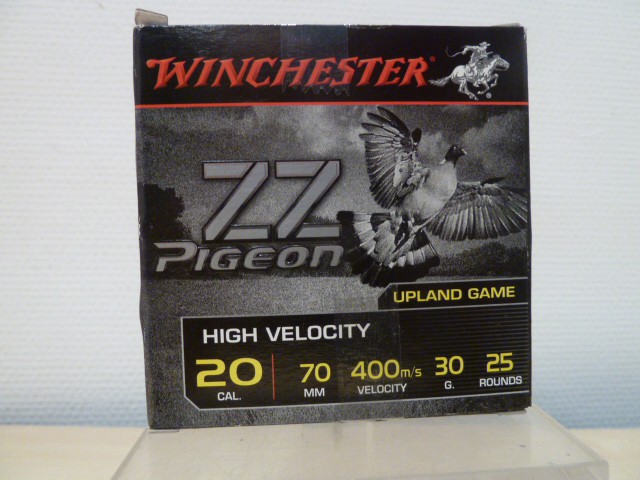 WINCHESTER®
ZZ
PIGEON
UPLAND GAME
HIGH VELOCITY
20 70 400m/s 30 25
CAL. MM VELOCITY G. ROUNDS